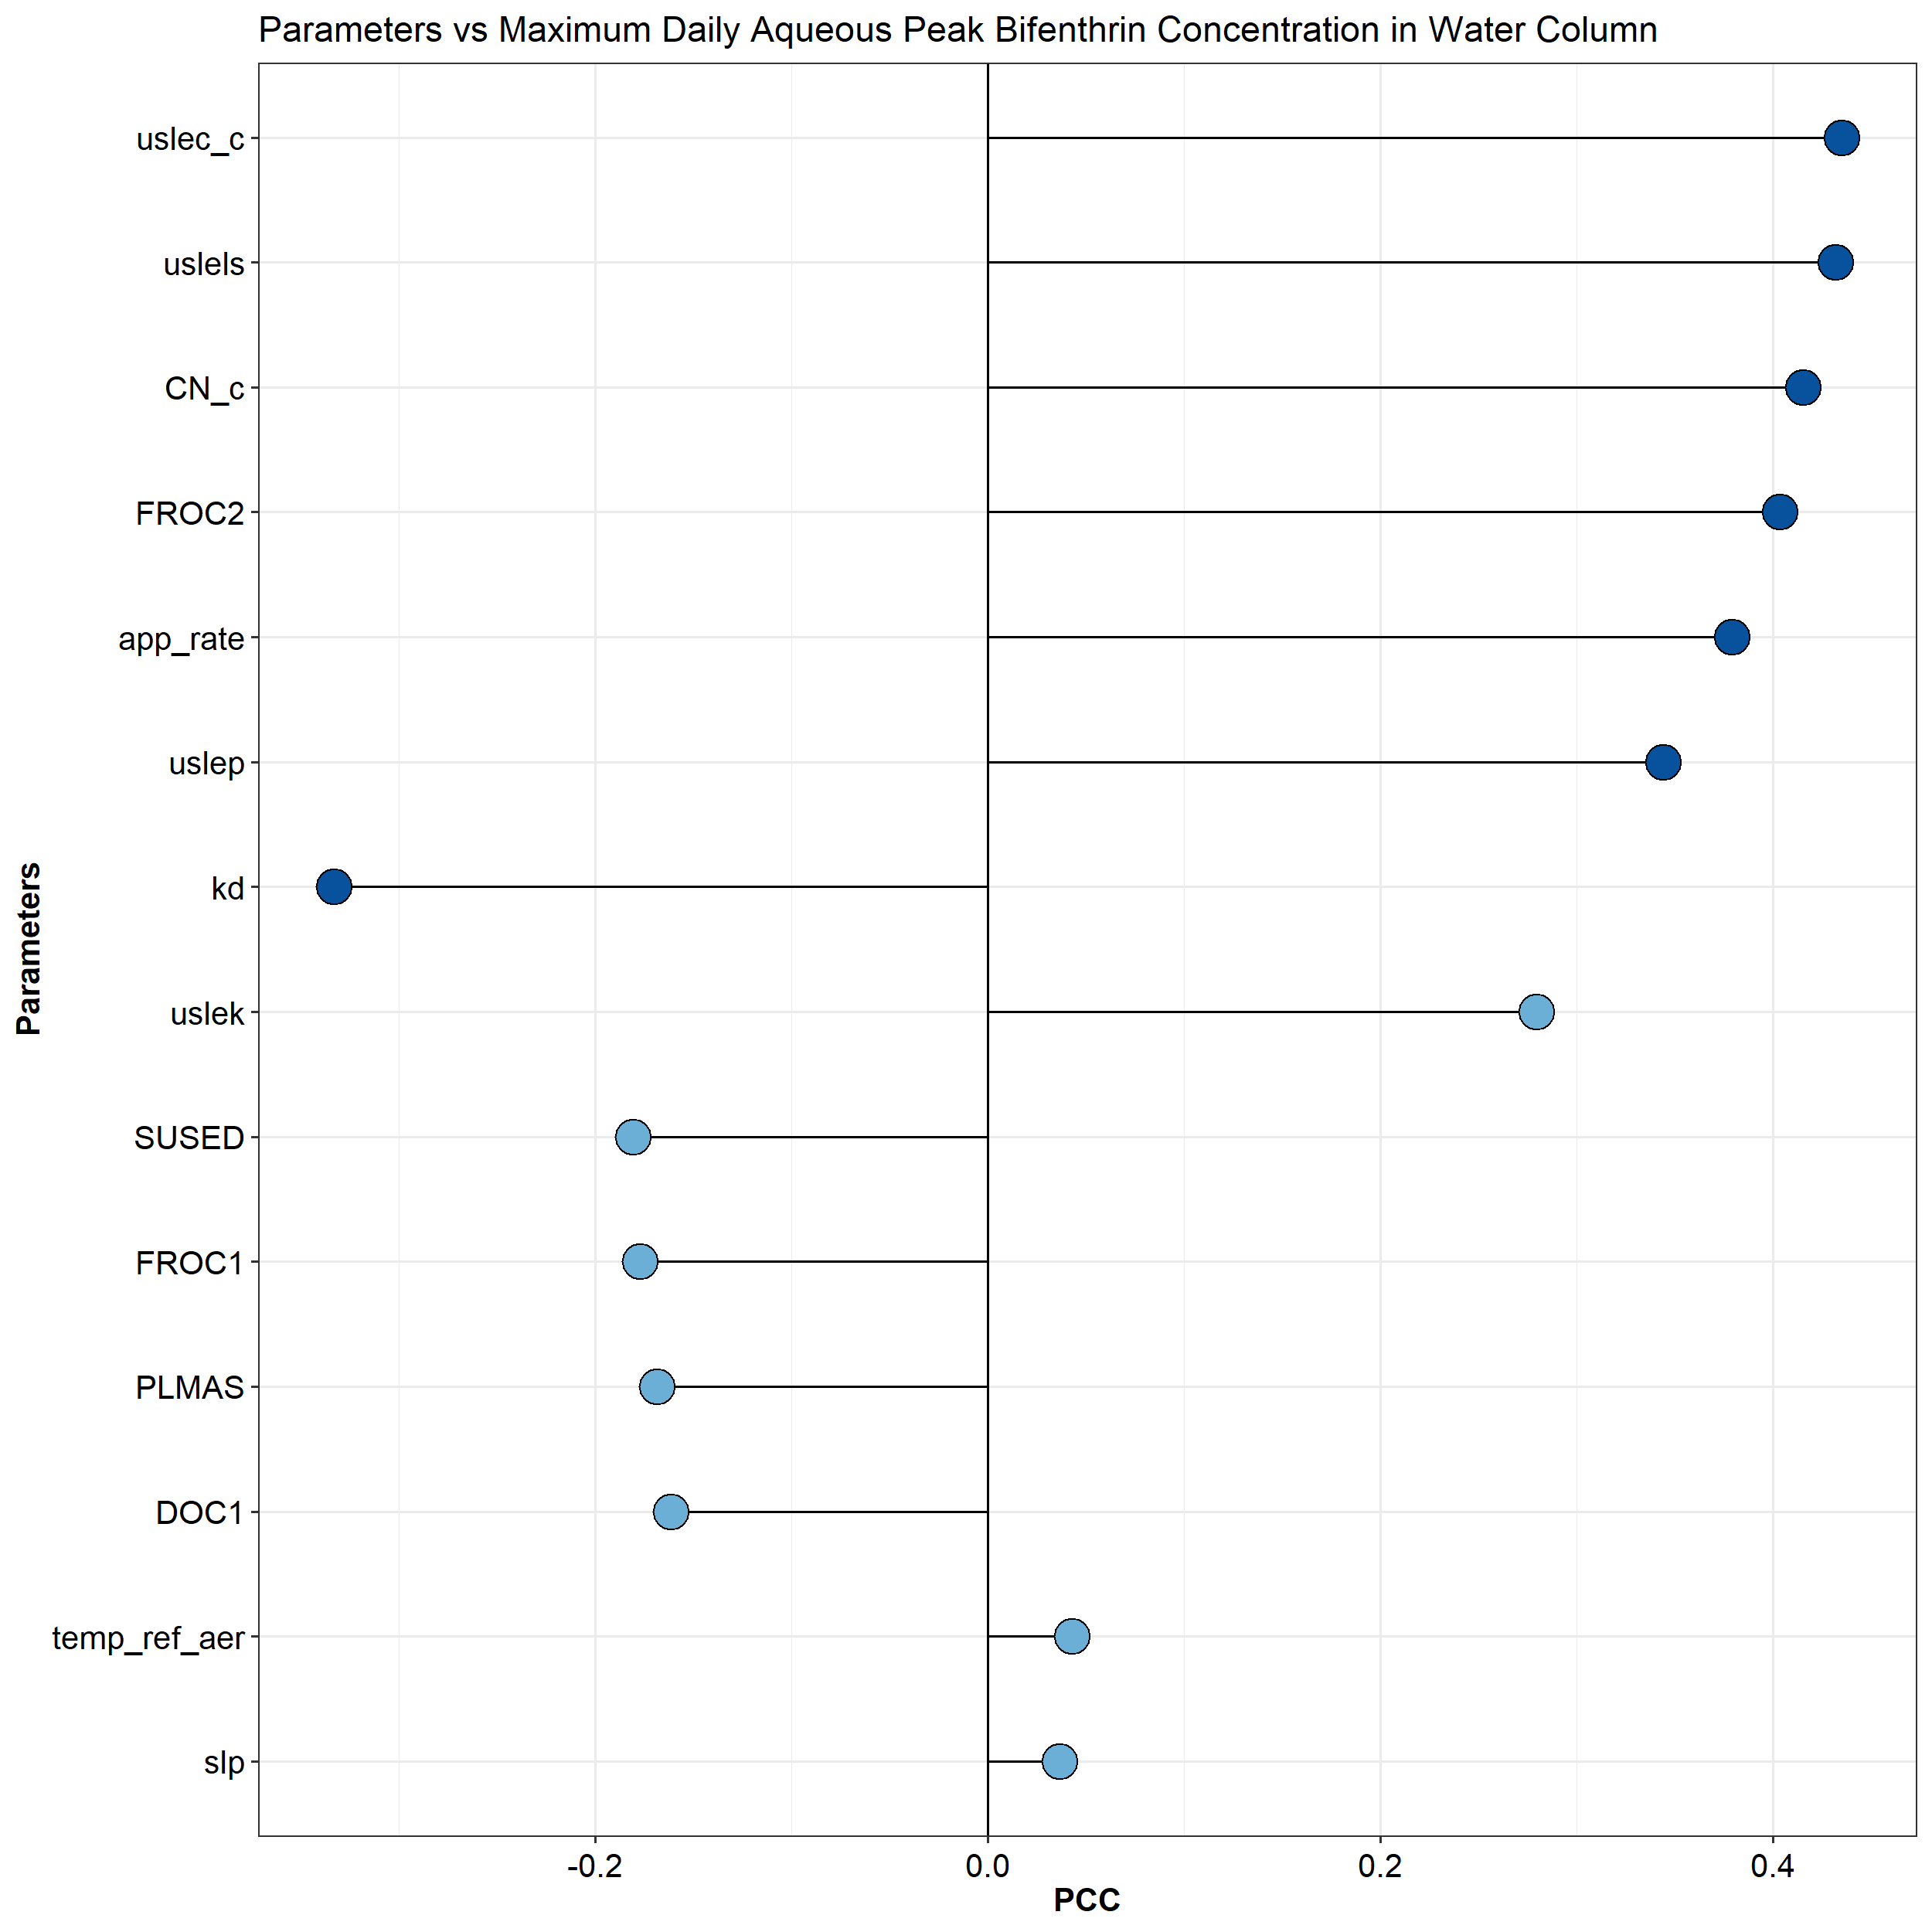 Parameters vs Maximum Daily Aqueous Peak Bifenthrin Concentration in Water Column
Parameters
uslec_c
uslels
CN_c
FROC2
app_rate
uslep
kd
uslek
SUSED
FROC1
PLMAS
DOC1
temp_ref_aer
slp
-0.2 0.0 0.2 0.4
PCC